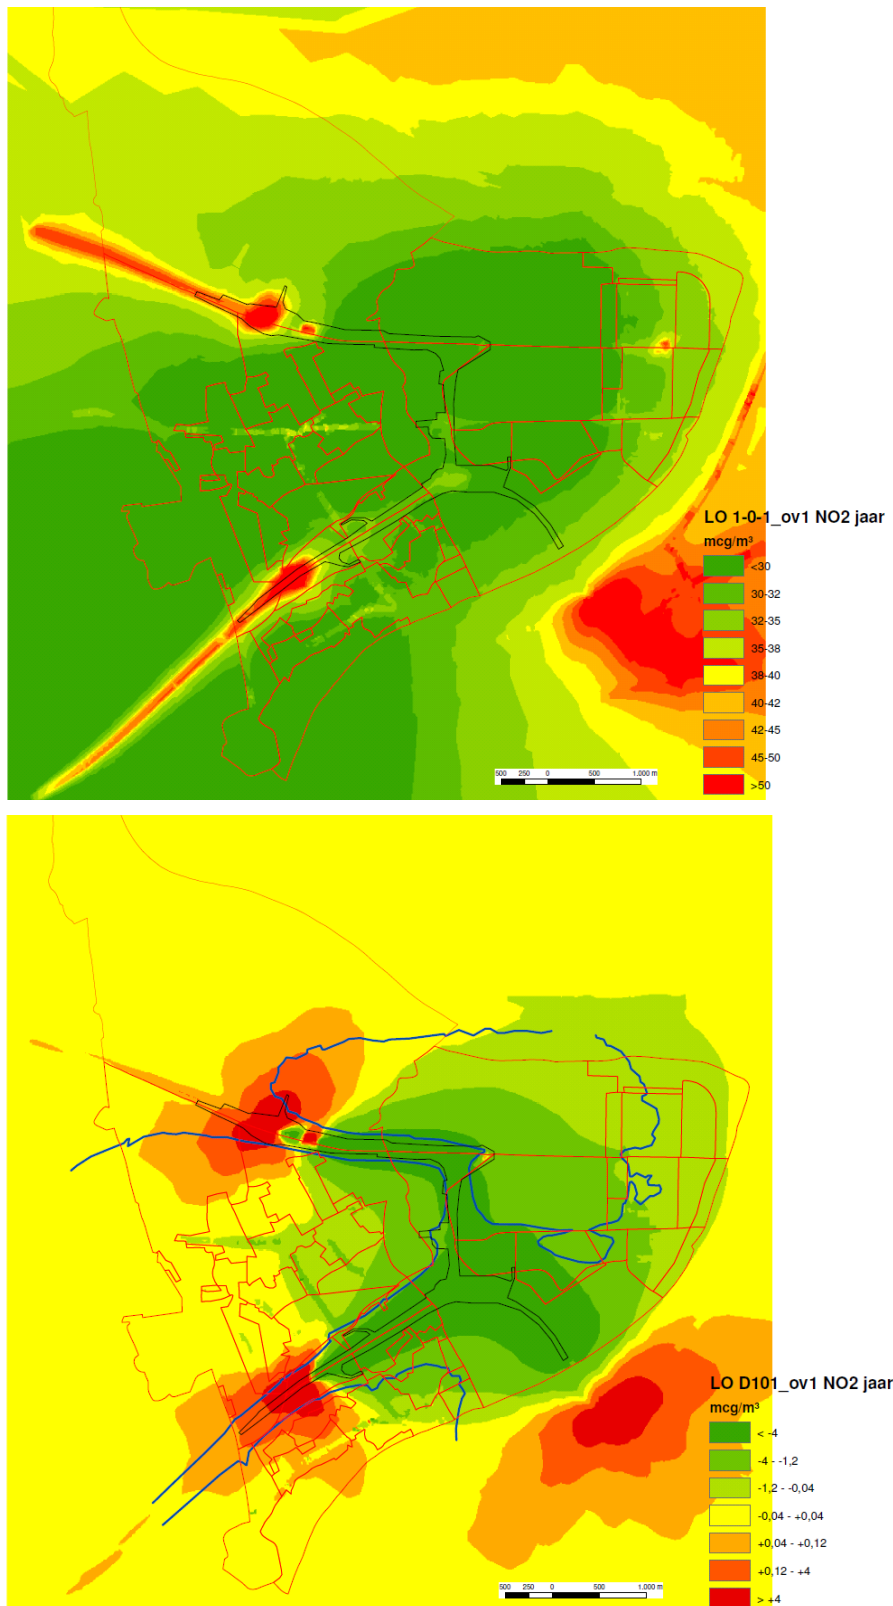 LO 1-0-1_ov1 NO2 jaar
mcg/m³
<30
30-32
32-35
35-38
38-40
40-42
42-45
45-50
>50
500 250 0 500 1.000 m
LO D101_ov1 NO2 jaar
mcg/m³
< -4
-4 - -1,2
-1,2 - -0,04
-0,04 - +0,04
+0,04 - +0,12
+0,12 - +4
> +4
500 250 0 500 1.000 m